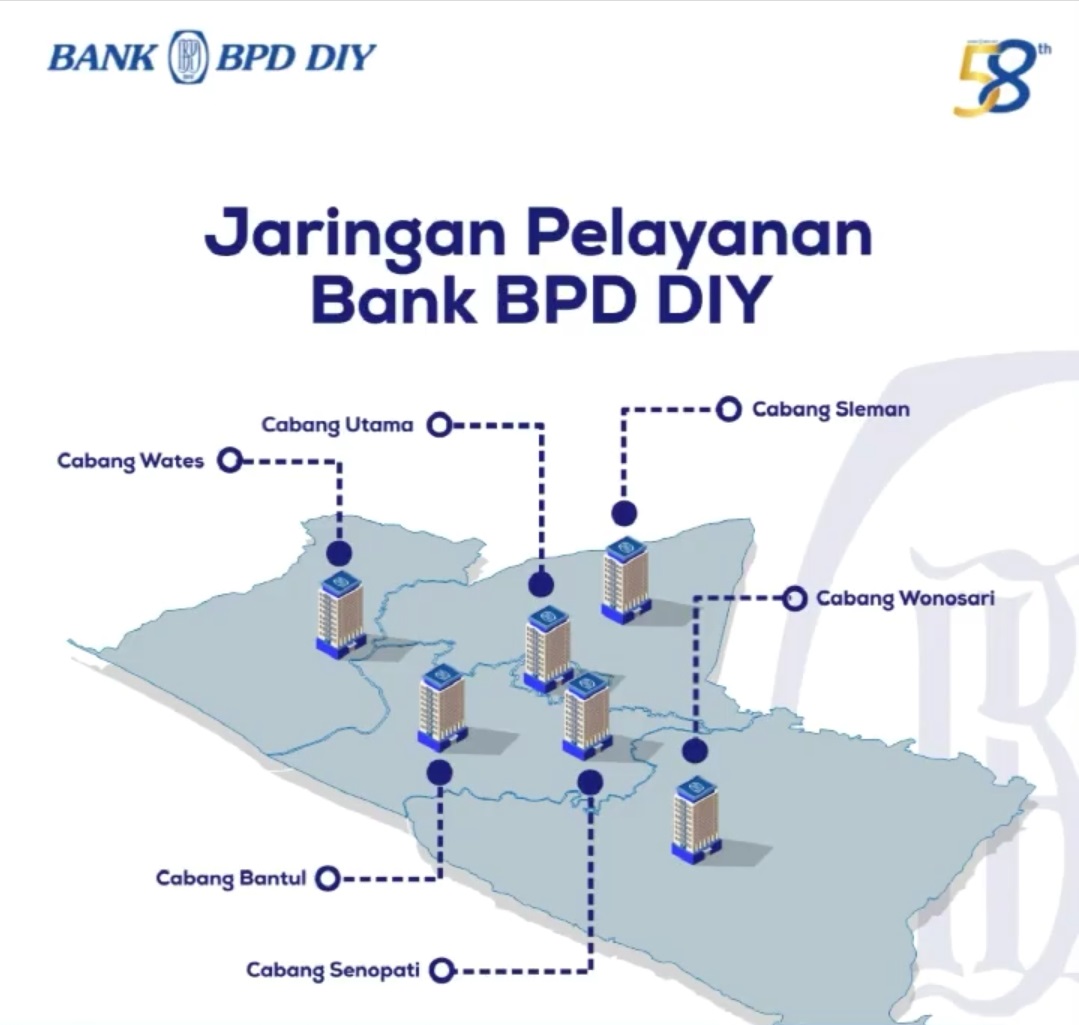 BANK BPD DIY
58th
Jaringan Pelayanan
Bank BPD DIY
Cabang Sleman
Cabang Utama
Cabang Wates
Cabang Wonosari
Cabang Bantul
Cabang Senopati